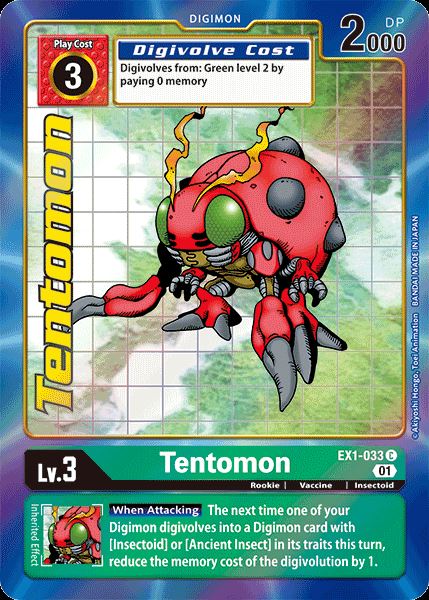 DIGIMON
Play Cost
3
Digivolve Cost
Digivolves from: Green level 2 by
paying 0 memory
DP
2000
Tentomon
© Akiyoshi Hongo, Toei Animation BANDAI MADE IN JAPAN
Lv.3
Tentomon
EX1-033 C
01
Rookie | Vaccine | Insectoid
Inherited Effect
When Attacking The next time one of your
Digimon digivolves into a Digimon card with
[Insectoid] or [Ancient Insect] in its traits this turn,
reduce the memory cost of the digivolution by 1.